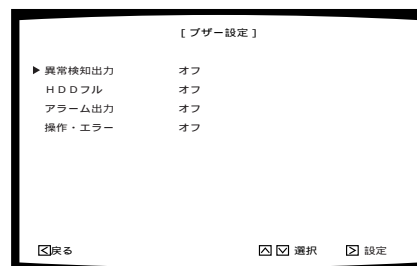 [ ブザー設定 ]
▶ 異常検知出力 オフ
ＨＤＤフル オフ
アラーム出力 オフ
操作・エラー オフ
<戻る ∧ ∨ 選択 > 設定